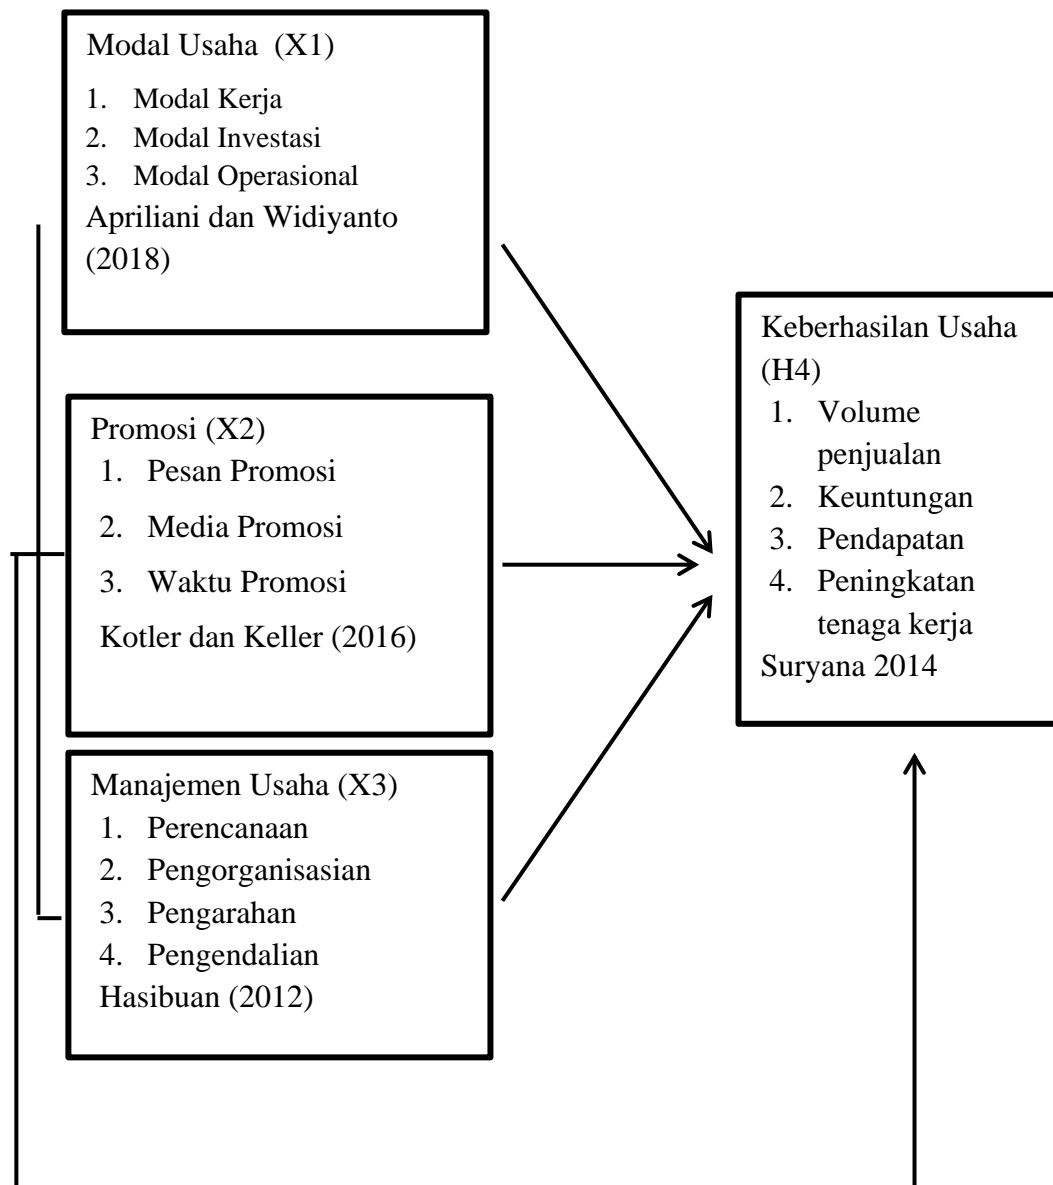 Modal Usaha  (X1)
1. Modal Kerja
2. Modal Investasi
3. Modal Operasional
Apriliani dan Widiyanto
(2018)
Promosi (X2)
1. Pesan Promosi
2. Media Promosi
3. Waktu Promosi
Kotler dan Keller (2016)
Manajemen Usaha (X3)
1. Perencanaan
2. Pengorganisasian
3. Pengarahan
4. Pengendalian
Hasibuan (2012)
Keberhasilan Usaha
(H4)
1. Volume
penjualan
2. Keuntungan
3. Pendapatan
4. Peningkatan
tenaga kerja
Suryana 2014